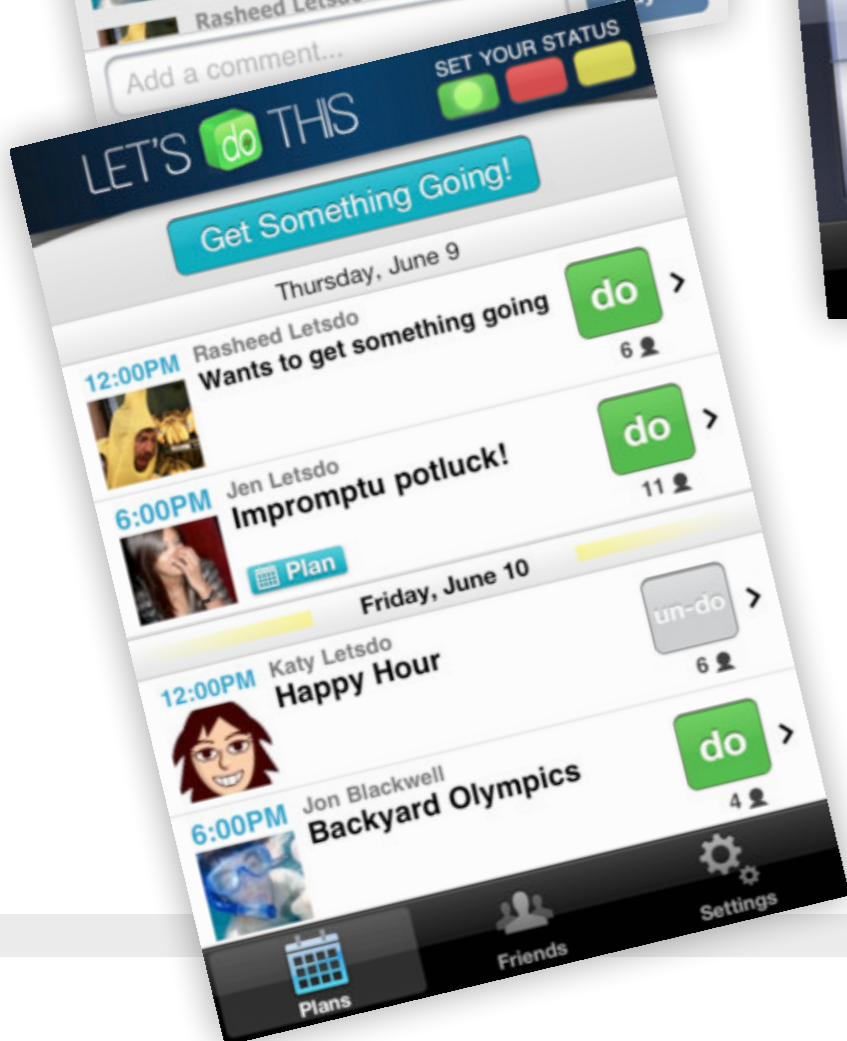 Rasheed
Add a comment...
SET YOUR STATUS
LET'S do THIS
Get Something Going!
Thursday, June 9
12:00PM Rasheed Letsdo
Wants to get something going
do
6
6:00PM Jen Letsdo
Impromptu potluck!
do
11
Plan
Friday, June 10
12:00PM Katy Letsdo
Happy Hour
un-do
6
6:00PM Jon Blackwell
Backyard Olympics
do
4
Plans
Friends
Settings